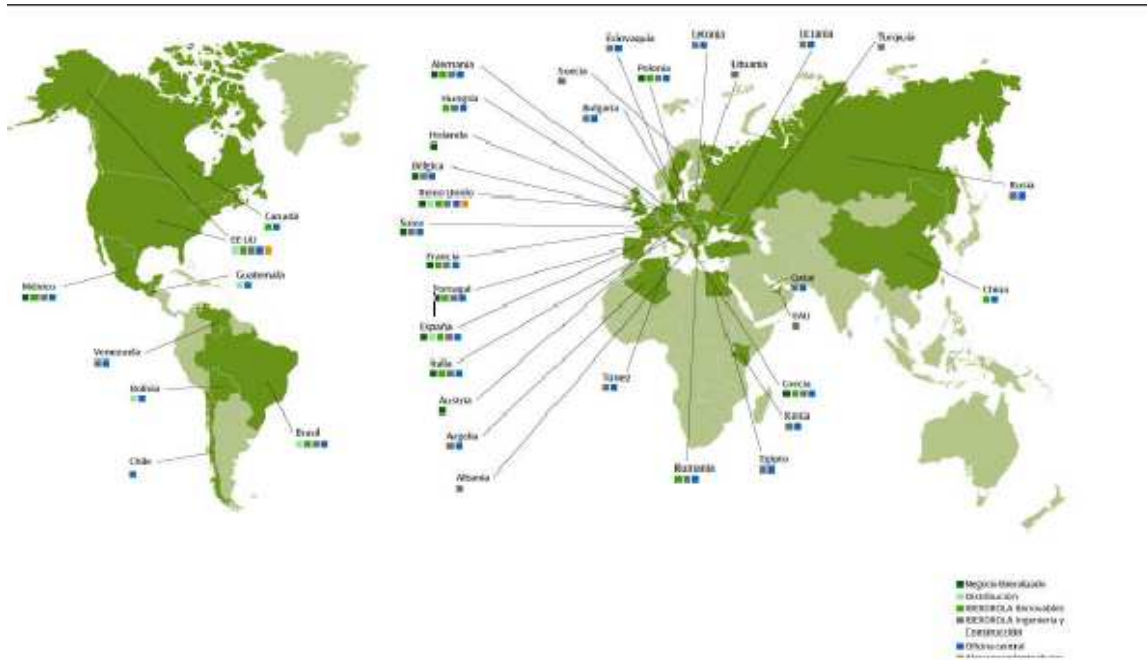 Eslovaquia
Letonia
Ucrania
Turquía
Alemania
Suecia
Polonia
Lituania
Hungría
Bulgaria
Holanda
Bélgica
Reino Unido
Suiza
Francia
Portugal
España
Italia
Austria
Argelia
Albania
Túnez
Rumania
Grecia
Kenia
Egipto
Qatar
EAU
Rusia
China
Canadá
EE UU
México
Guatemala
Venezuela
Bolivia
Brasil
Chile
Negocio liberalizado
Distribución
IBERDROLA Renovables
IBERDROLA Ingeniería y
Construcción
Oficina central